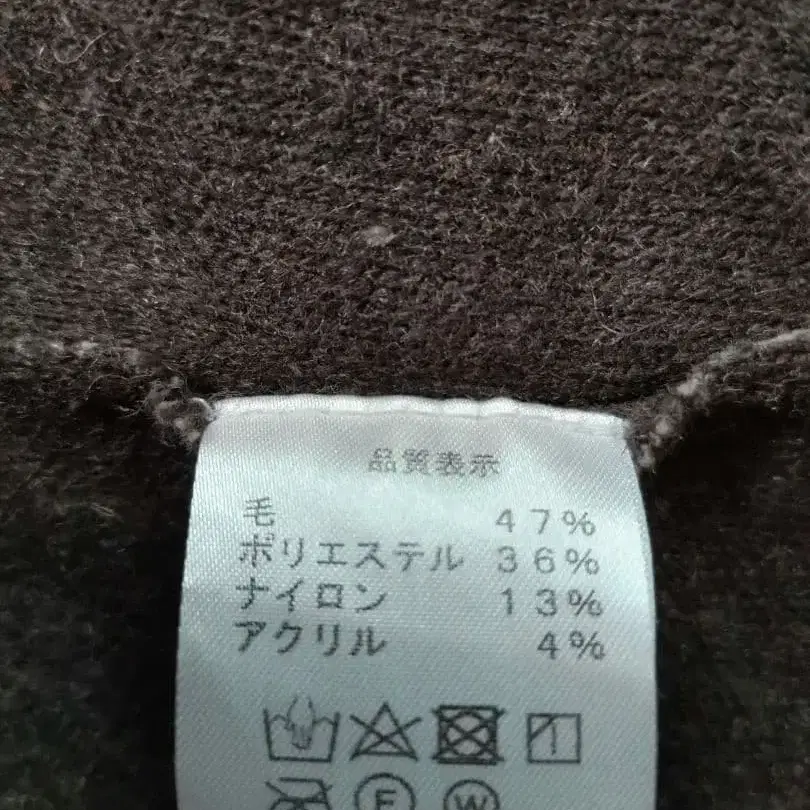 品質表示
毛 47%
ポリエステル 36%
ナイロン 13%
アクリル 4%
F W